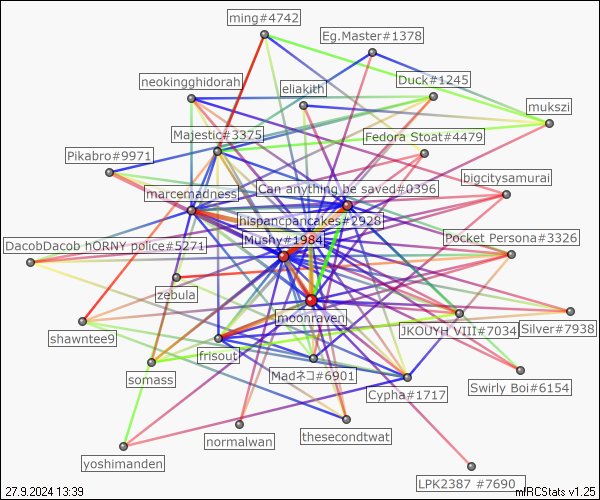 ming#4742
Eg.Master#1378
neokingghidorah
eliakith
Duck#1245
mukszi
Majestic#3375
Fedora Stoat#4479
Pikabro#9971
bigcitysamurai
marcemadness
Can anything be saved#0396
hispancpancakes#2928
Mushy#1984
Pocket Persona#3326
DacobDacob hORNY police#5271
zebula
moonraven
shawntee9
JKOUYH VIII#7034
Silver#7938
frisout
somass
Madネコ#6901
Cypha#1717
Swirly Boi#6154
normalwan
thesecondtwat
yoshimanden
LPK2387 #7690
27.9.2024 13:39
mIRCStats v1.25